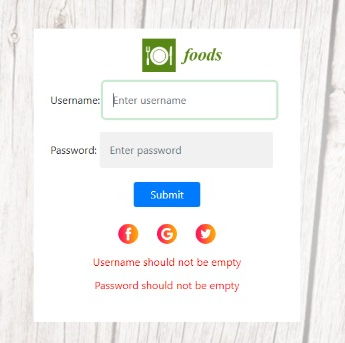 foods
Username: Enter username
Password: Enter password
Submit
Username should not be empty
Password should not be empty